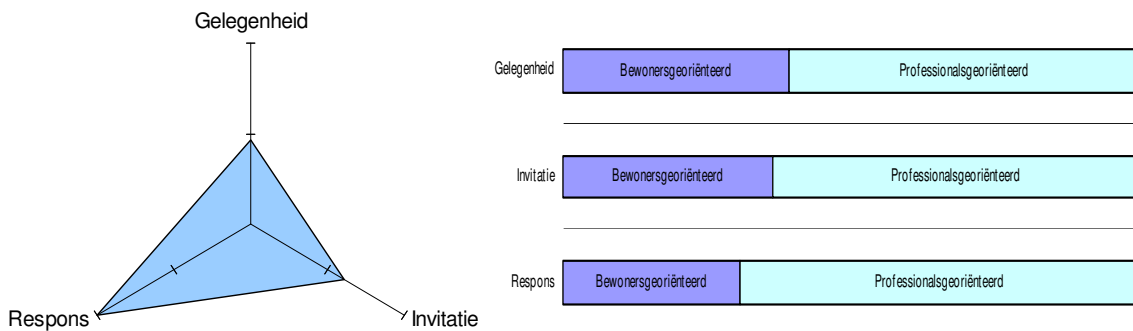 Gelegenheid
Respons
Invitatie
Gelegenheid
Bewonersgeoriënteerd
Professionalsgeoriënteerd
Invitatie
Bewonersgeoriënteerd
Professionalsgeoriënteerd
Respons
Bewonersgeoriënteerd
Professionalsgeoriënteerd